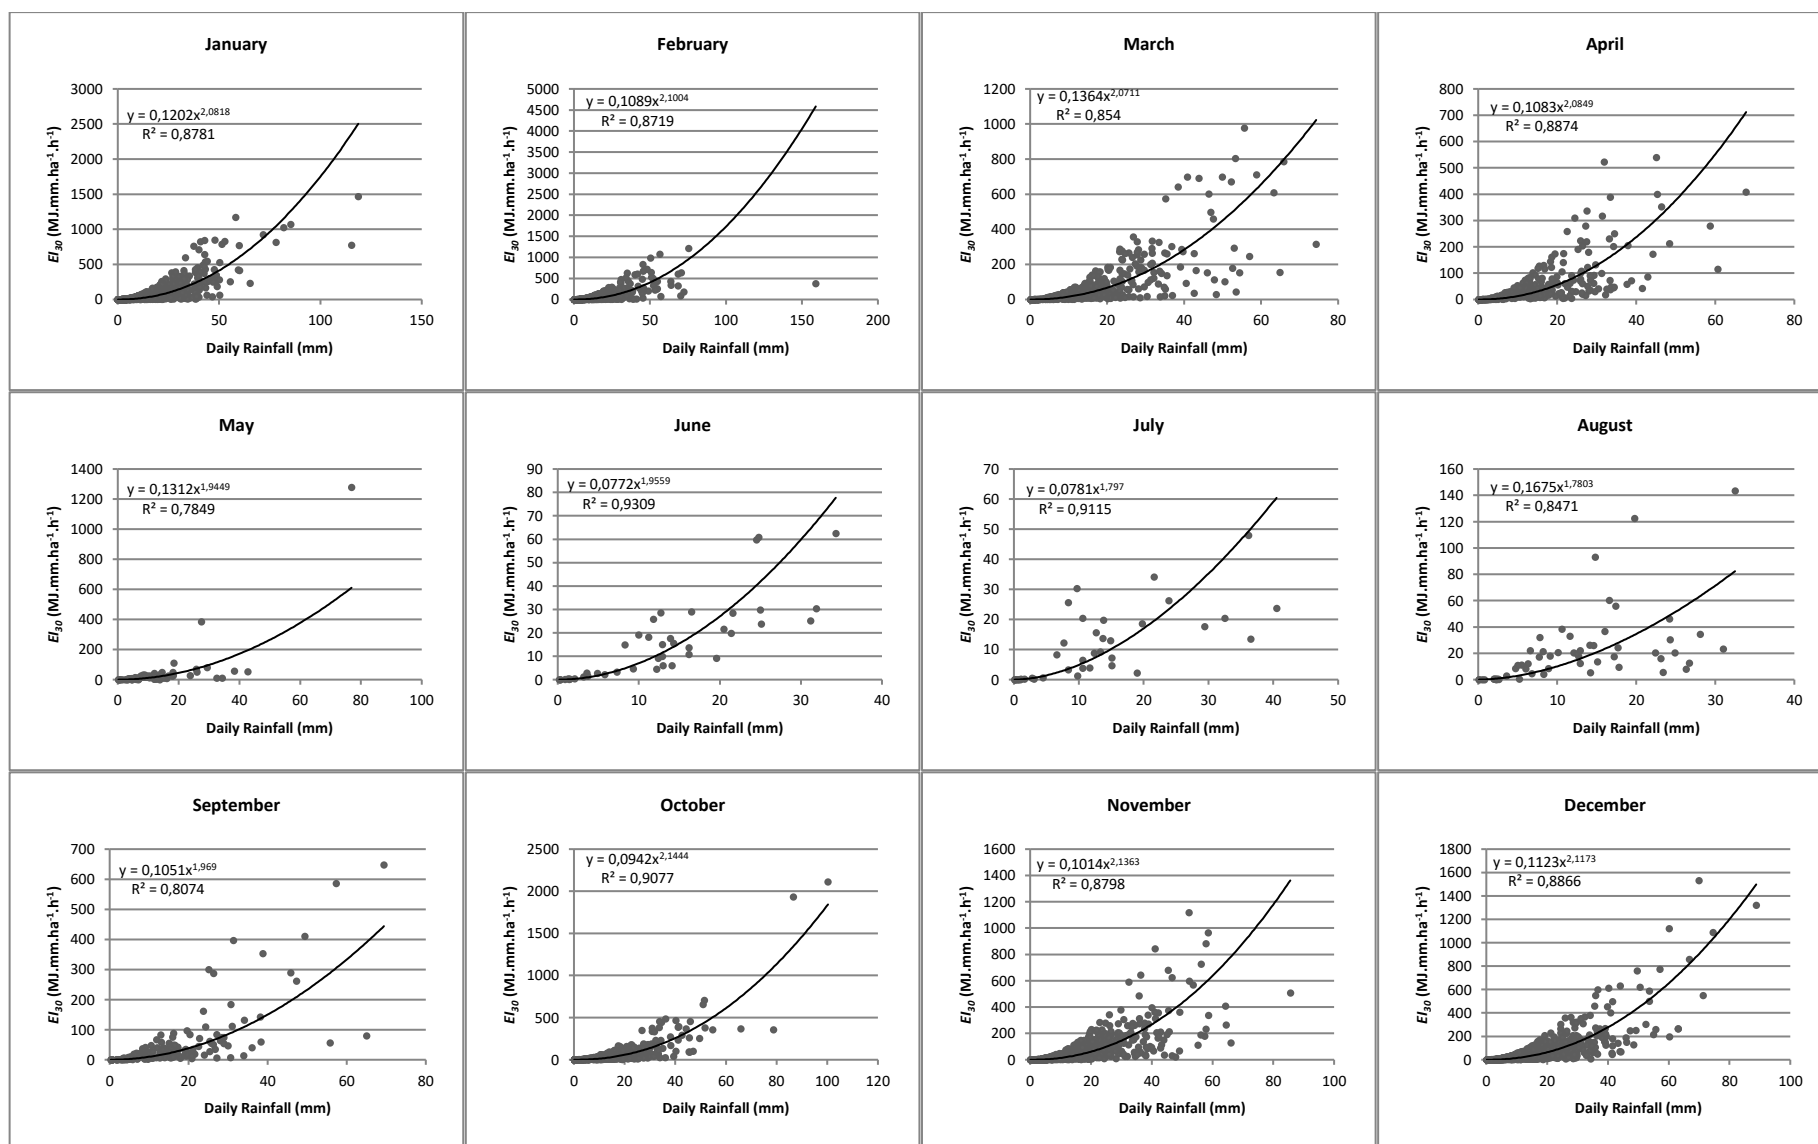 January
3000
2500
2000
1500
1000
500
0
0 50 100 150
y = 0,1202x^2,0818
R² = 0,8781
EI30 (MJ.mm.ha-1.h-1)
Daily Rainfall (mm)
February
5000
4500
4000
3500
3000
2500
2000
1500
1000
500
0
0 50 100 150 200
y = 0,1089x^2,1004
R² = 0,8719
EI30 (MJ.mm.ha-1.h-1)
Daily Rainfall (mm)
March
1200
1000
800
600
400
200
0
0 20 40 60 80
y = 0,1364x^2,0711
R² = 0,854
EI30 (MJ.mm.ha-1.h-1)
Daily Rainfall (mm)
April
800
700
600
500
400
300
200
100
0
0 20 40 60 80
y = 0,1083x^2,0849
R² = 0,8874
EI30 (MJ.mm.ha-1.h-1)
Daily Rainfall (mm)
May
1400
1200
1000
800
600
400
200
0
0 20 40 60 80 100
y = 0,1312x^1,9449
R² = 0,7849
EI30 (MJ.mm.ha-1.h-1)
Daily Rainfall (mm)
June
90
80
70
60
50
40
30
20
10
0
0 10 20 30 40
y = 0,0772x^1,9559
R² = 0,9309
EI30 (MJ.mm.ha-1.h-1)
Daily Rainfall (mm)
July
70
60
50
40
30
20
10
0
0 10 20 30 40 50
y = 0,0781x^1,797
R² = 0,9115
EI30 (MJ.mm.ha-1.h-1)
Daily Rainfall (mm)
August
160
140
120
100
80
60
40
20
0
0 10 20 30 40
y = 0,1675x^1,7803
R² = 0,8471
EI30 (MJ.mm.ha-1.h-1)
Daily Rainfall (mm)
September
700
600
500
400
300
200
100
0
0 20 40 60 80
y = 0,1051x^1,969
R² = 0,8074
EI30 (MJ.mm.ha-1.h-1)
Daily Rainfall (mm)
October
2500
2000
1500
1000
500
0
0 20 40 60 80 100 120
y = 0,0942x^2,1444
R² = 0,9077
EI30 (MJ.mm.ha-1.h-1)
Daily Rainfall (mm)
November
1600
1400
1200
1000
800
600
400
200
0
0 20 40 60 80 100
y = 0,1014x^2,1363
R² = 0,8798
EI30 (MJ.mm.ha-1.h-1)
Daily Rainfall (mm)
December
1800
1600
1400
1200
1000
800
600
400
200
0
0 20 40 60 80 100
y = 0,1123x^2,1173
R² = 0,8866
EI30 (MJ.mm.ha-1.h-1)
Daily Rainfall (mm)